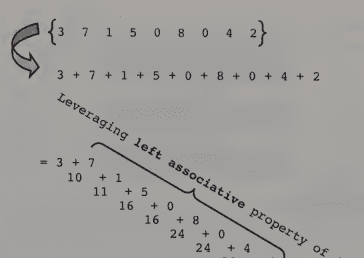 {3 7 1 5 0 8 0 4 2}
3 + 7 + 1 + 5 + 0 + 8 + 0 + 4 + 2
Leveraging left associative property of
= 3 + 7
10 + 1
11 + 5
16 + 0
16 + 8
24 + 0
24 + 4